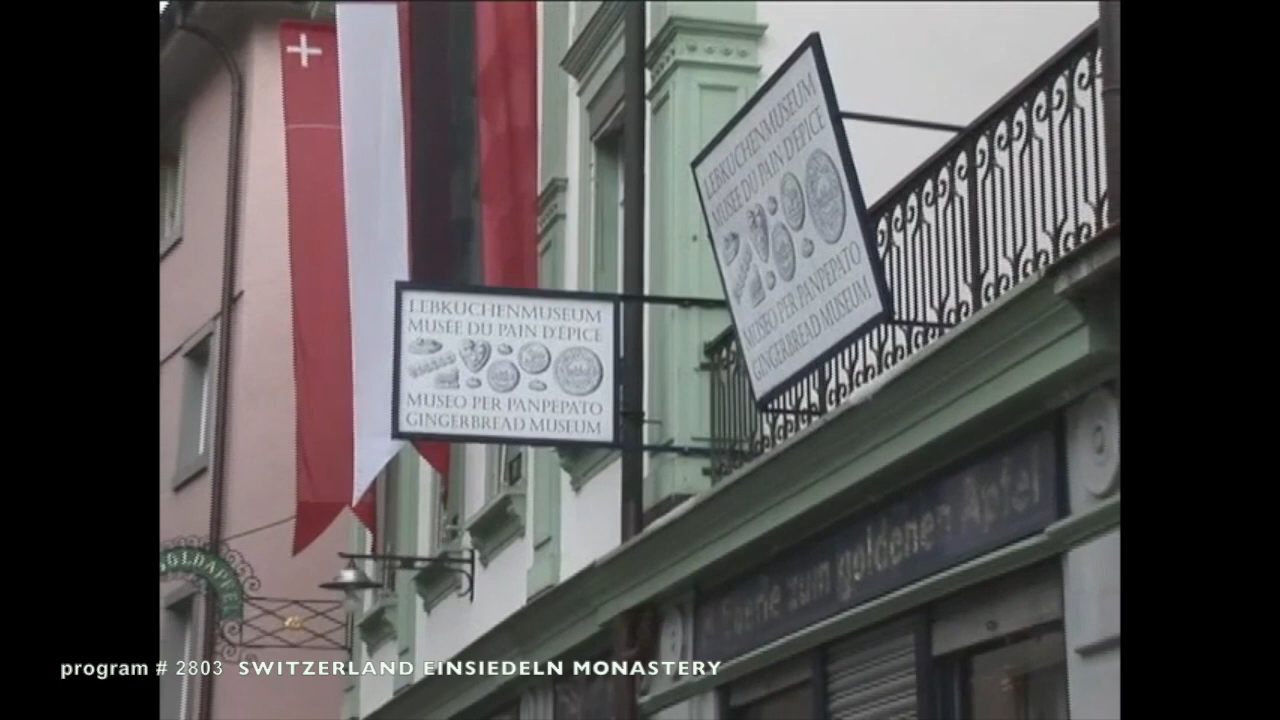 LEBKUCHENMUSEUM
MUSÉE DU PAIN D'ÉPICE
MUSEO PER PANPEPATO
GINGERBREAD MUSEUM
LEBKUCHENMUSEUM
MUSÉE DU PAIN D'ÉPICE
MUSEO PER PANPEPATO
GINGERBREAD MUSEUM
zum goldenen Apfel
GOLDAPFEL
program # 2803 SWITZERLAND EINSIEDELN MONASTERY